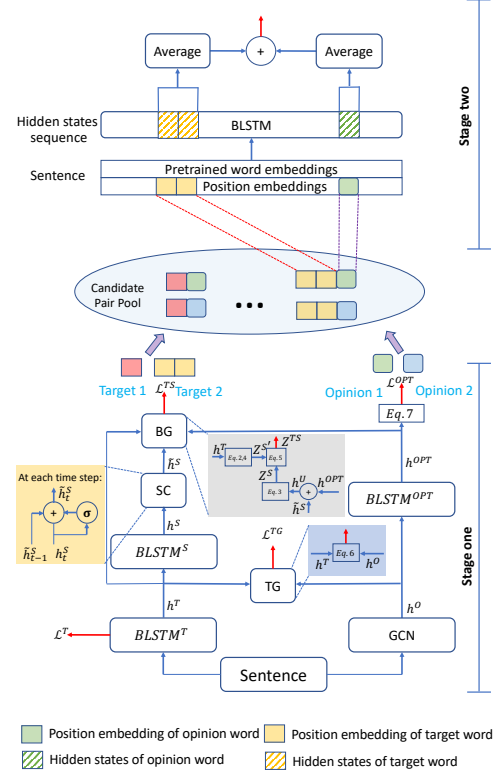 Average
+
Average
Stage two
Hidden states
sequence
BLSTM
Sentence
Pretrained word embeddings
Position embeddings
Candidate
Pair Pool
...
Target 1
Target 2
Opinion 1
Opinion 2
ℒ^{TS}
ℒ^{OPT}
Eq.7
BG
h^T
Eq.2,4
Z^{S'}
Eq.5
Z^{TS}
Z^S
Eq.3
h^U
+
h^{OPT}
h̃^S
h̃^S
h^{OPT}
At each time step:
h̃_t^S
+
σ
h̃_{t-1}^S
h_t^S
SC
BLSTM^{OPT}
h^S
BLSTM^S
ℒ^{TG}
Eq.6
h^T
h^O
TG
h^T
h^O
ℒ^T
BLSTM^T
GCN
Sentence
Stage one
Position embedding of opinion word
Position embedding of target word
Hidden states of opinion word
Hidden states of target word